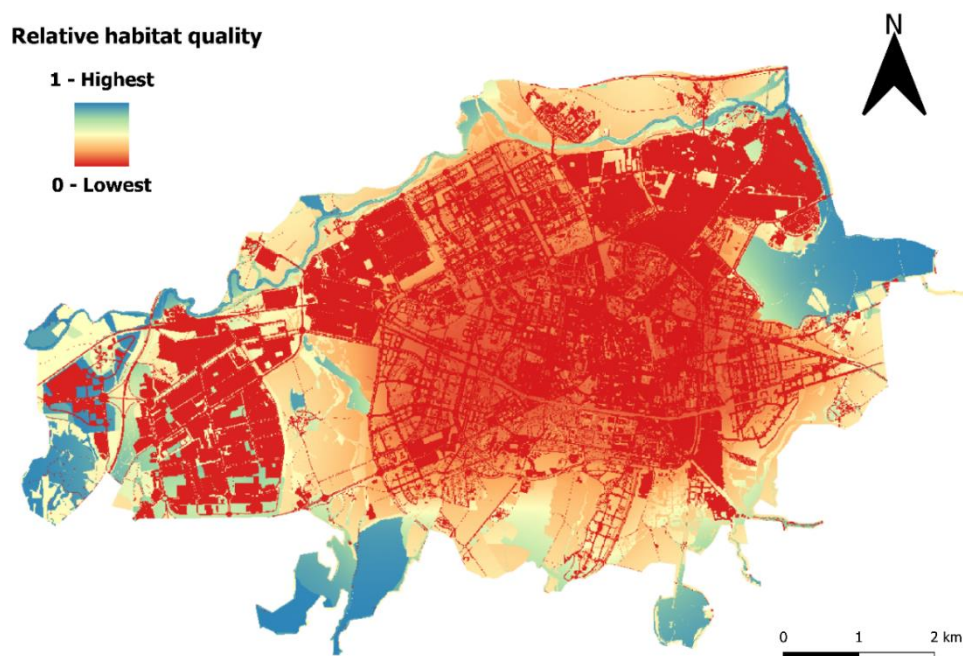 Relative habitat quality
1 - Highest
0 - Lowest
N
0 1 2 km